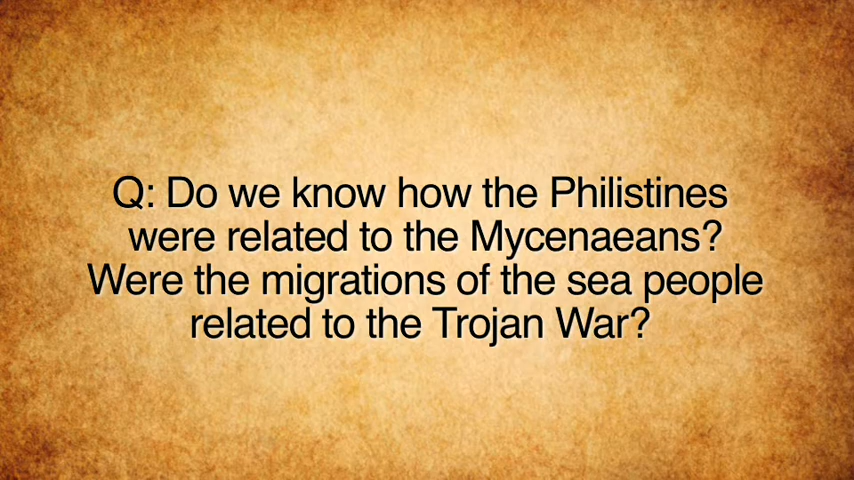 Q: Do we know how the Philistines
were related to the Mycenaeans?
Were the migrations of the sea people
related to the Trojan War?